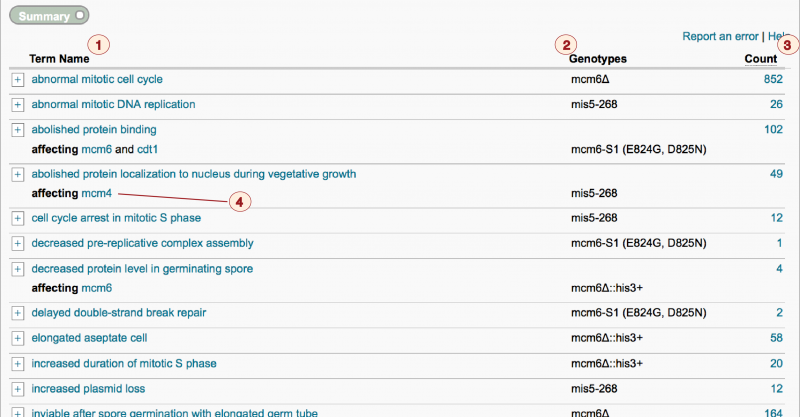 Summary
Report an error | Help
1 2 3
Term Name Genotypes Count
+ abnormal mitotic cell cycle mcm6Δ 852
+ abnormal mitotic DNA replication mis5-268 26
+ abolished protein binding 102
affecting mcm6 and cdt1 mcm6-S1 (E824G, D825N)
+ abolished protein localization to nucleus during vegetative growth 49
affecting mcm4 4 mis5-268
+ cell cycle arrest in mitotic S phase mis5-268 12
+ decreased pre-replicative complex assembly mcm6-S1 (E824G, D825N) 1
+ decreased protein level in germinating spore 4
affecting mcm6 mcm6Δ::his3+
+ delayed double-strand break repair mcm6-S1 (E824G, D825N) 2
+ elongated aseptate cell mcm6Δ::his3+ 58
+ increased duration of mitotic S phase mcm6Δ::his3+ 20
+ increased plasmid loss mis5-268 12
+ inviable after spore germination with elongated germ tube mcm6Δ 164